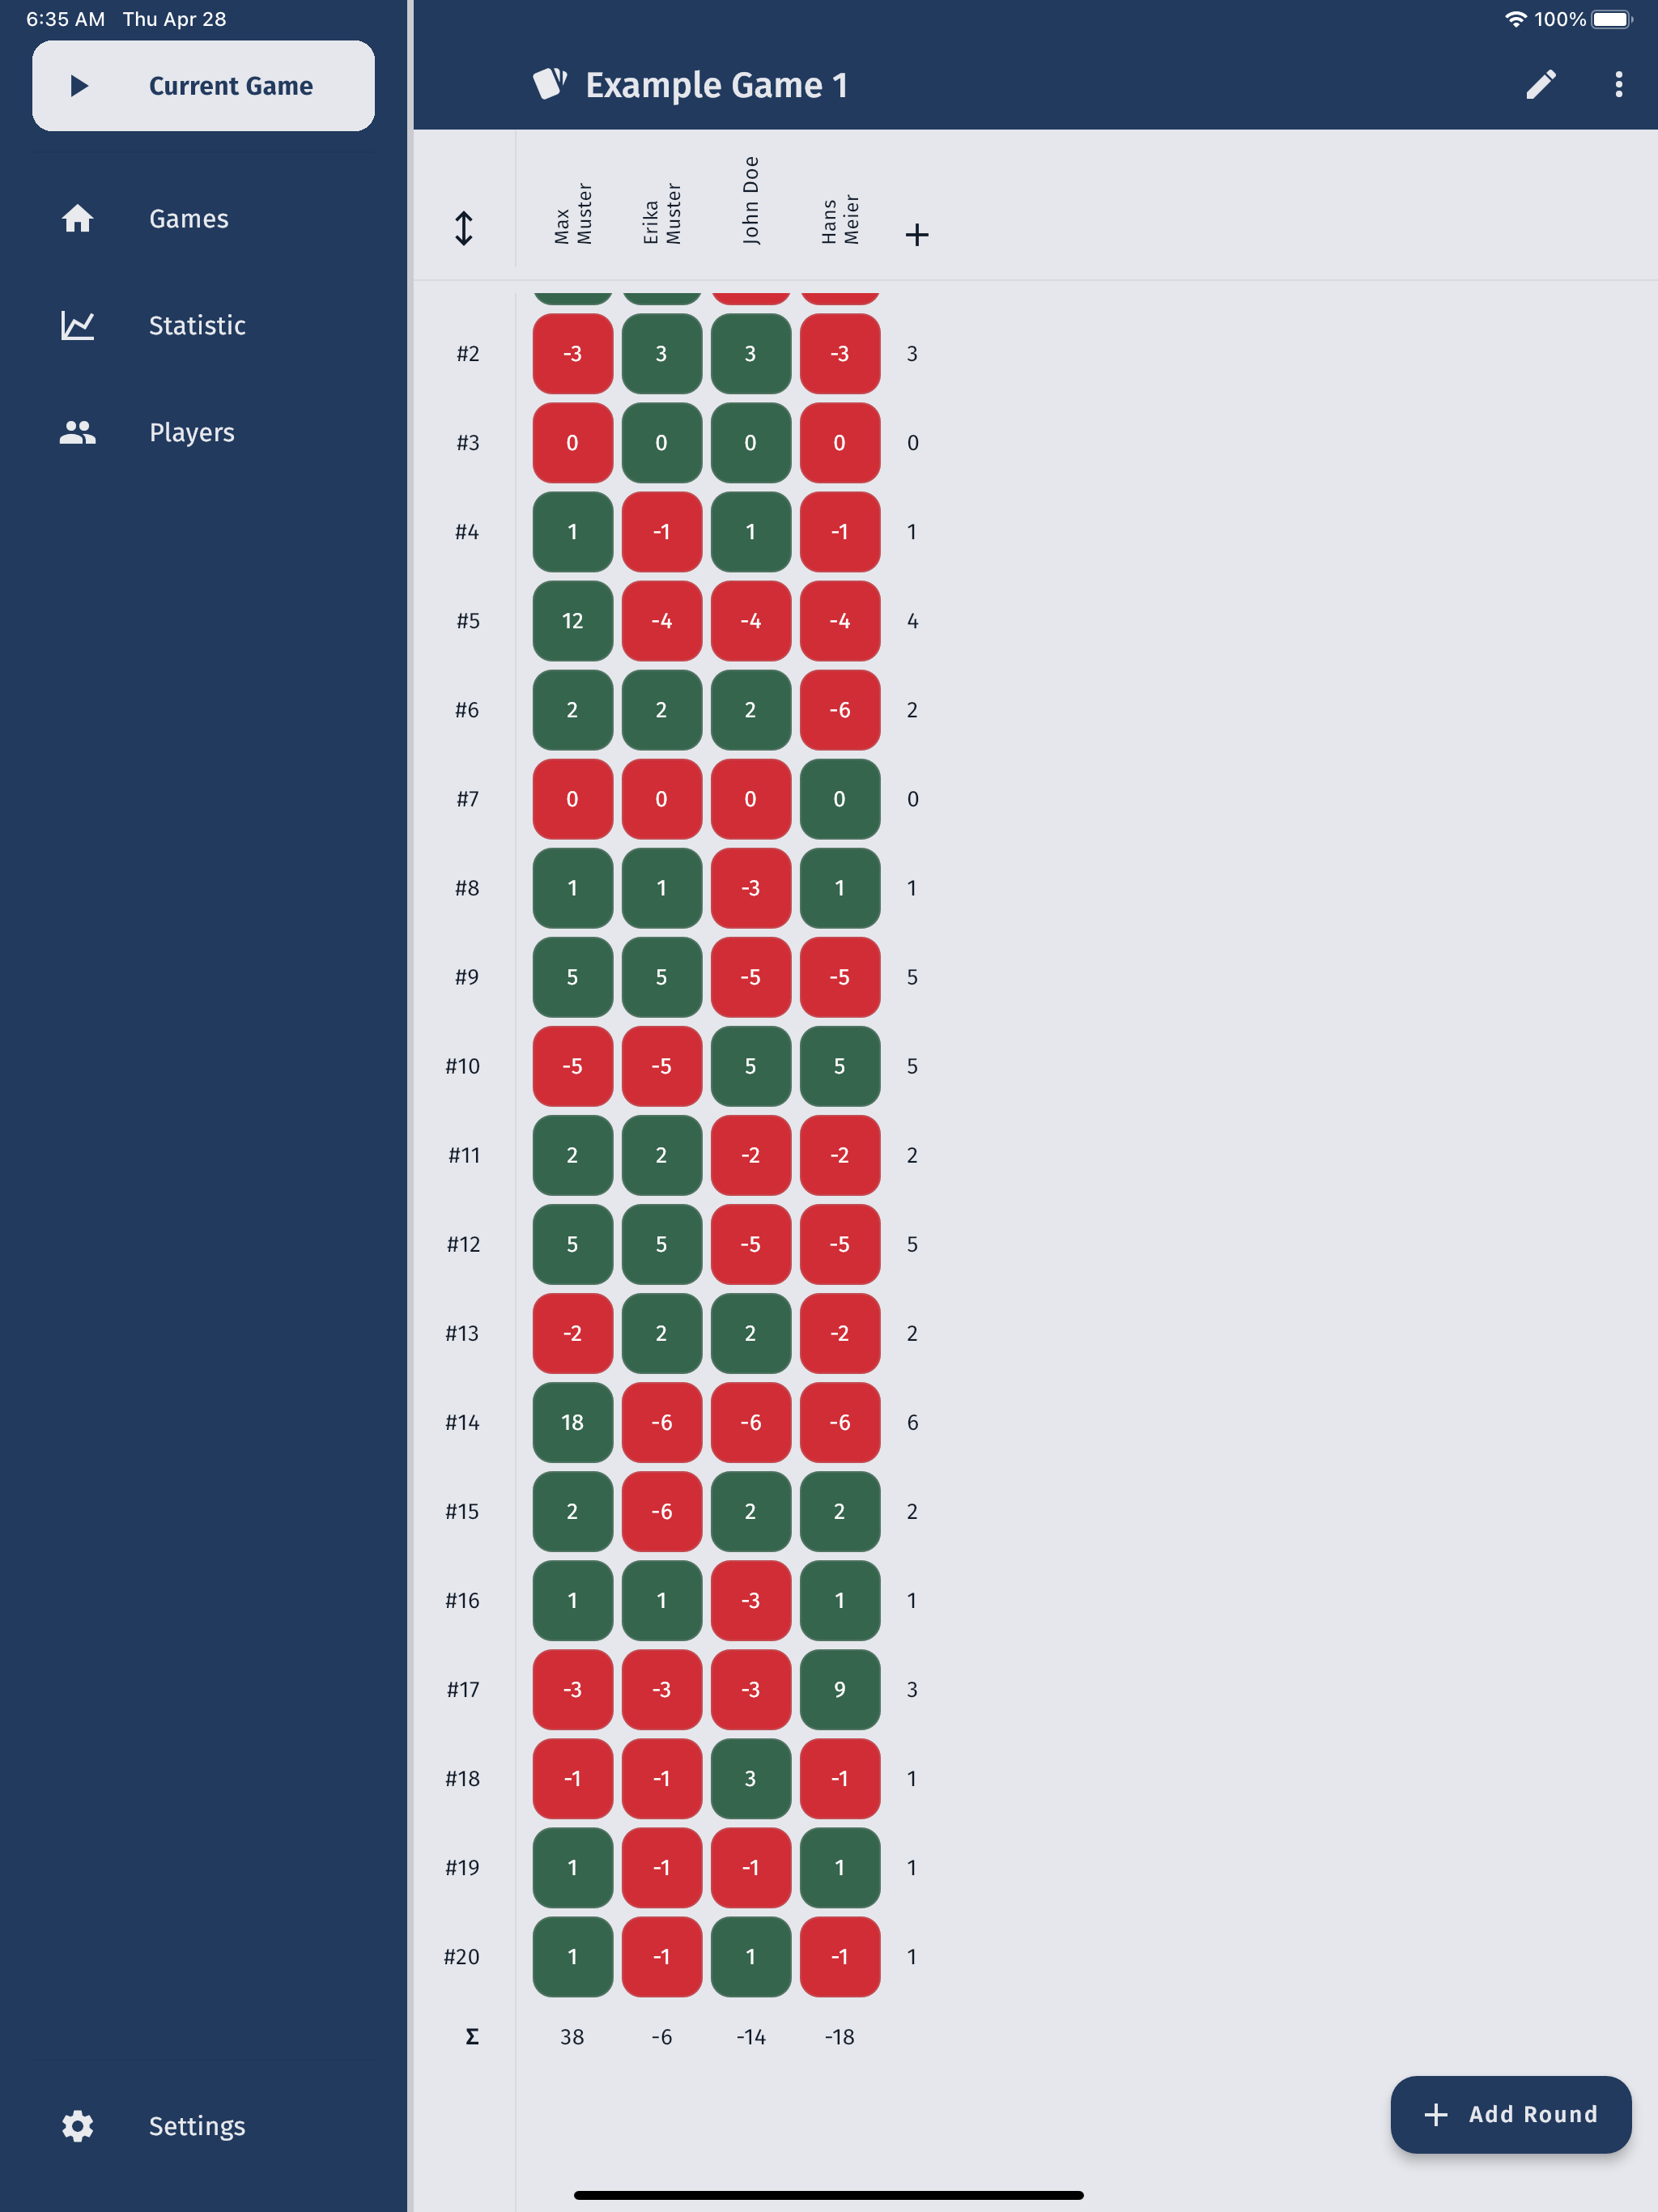 6:35 AM Thu Apr 28
100%
Current Game
Games
Statistic
Players
Settings
Example Game 1
Max Muster
Erika Muster
John Doe
Hans Meier
+
#2 -3 3 3 -3 3
#3 0 0 0 0 0
#4 1 -1 1 -1 1
#5 12 -4 -4 -4 4
#6 2 2 2 -6 2
#7 0 0 0 0 0
#8 1 1 -3 1 1
#9 5 5 -5 -5 5
#10 -5 -5 5 5 5
#11 2 2 -2 -2 2
#12 5 5 -5 -5 5
#13 -2 2 2 -2 2
#14 18 -6 -6 -6 6
#15 2 -6 2 2 2
#16 1 1 -3 1 1
#17 -3 -3 -3 9 3
#18 -1 -1 3 -1 1
#19 1 -1 -1 1 1
#20 1 -1 1 -1 1
Σ 38 -6 -14 -18
+ Add Round